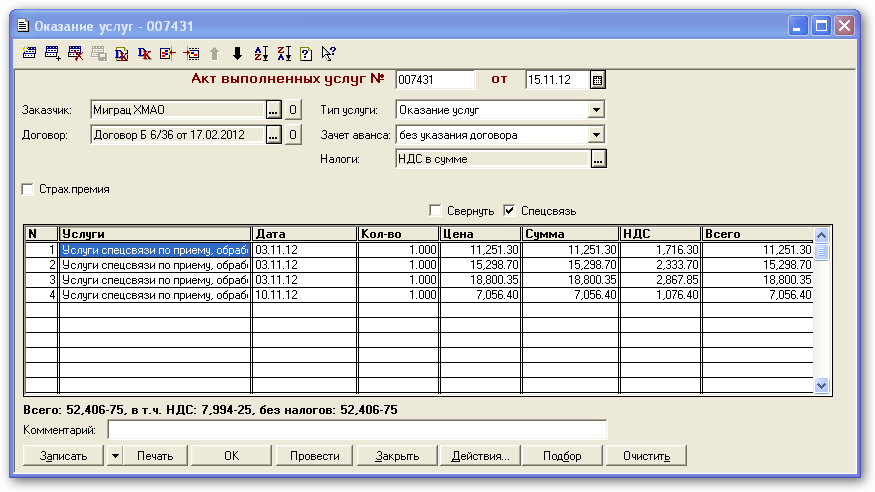 Оказание услуг - 007431
Акт выполненных услуг № 007431 от 15.11.12
Заказчик: Миграц ХМАО ... О Тип услуги: Оказание услуг
Договор: Договор Б 6/36 от 17.02.2012 ... О Зачет аванса: без указания договора
Налоги: НДС в сумме ...
Страх.премия
Свернуть Спецсвязь
N Услуги Дата Кол-во Цена Сумма НДС Всего
1 Услуги спецсвязи по приему, обрабо 03.11.12 1.000 11,251.30 11,251.30 1,716.30 11,251.30
2 Услуги спецсвязи по приему, обрабо 03.11.12 1.000 15,298.70 15,298.70 2,333.70 15,298.70
3 Услуги спецсвязи по приему, обрабо 03.11.12 1.000 18,800.35 18,800.35 2,867.85 18,800.35
4 Услуги спецсвязи по приему, обрабо 10.11.12 1.000 7,056.40 7,056.40 1,076.40 7,056.40
Всего: 52,406-75, в т.ч. НДС: 7,994-25, без налогов: 52,406-75
Комментарий:
Записать Печать OK Провести Закрыть Действия... Подбор Очистить